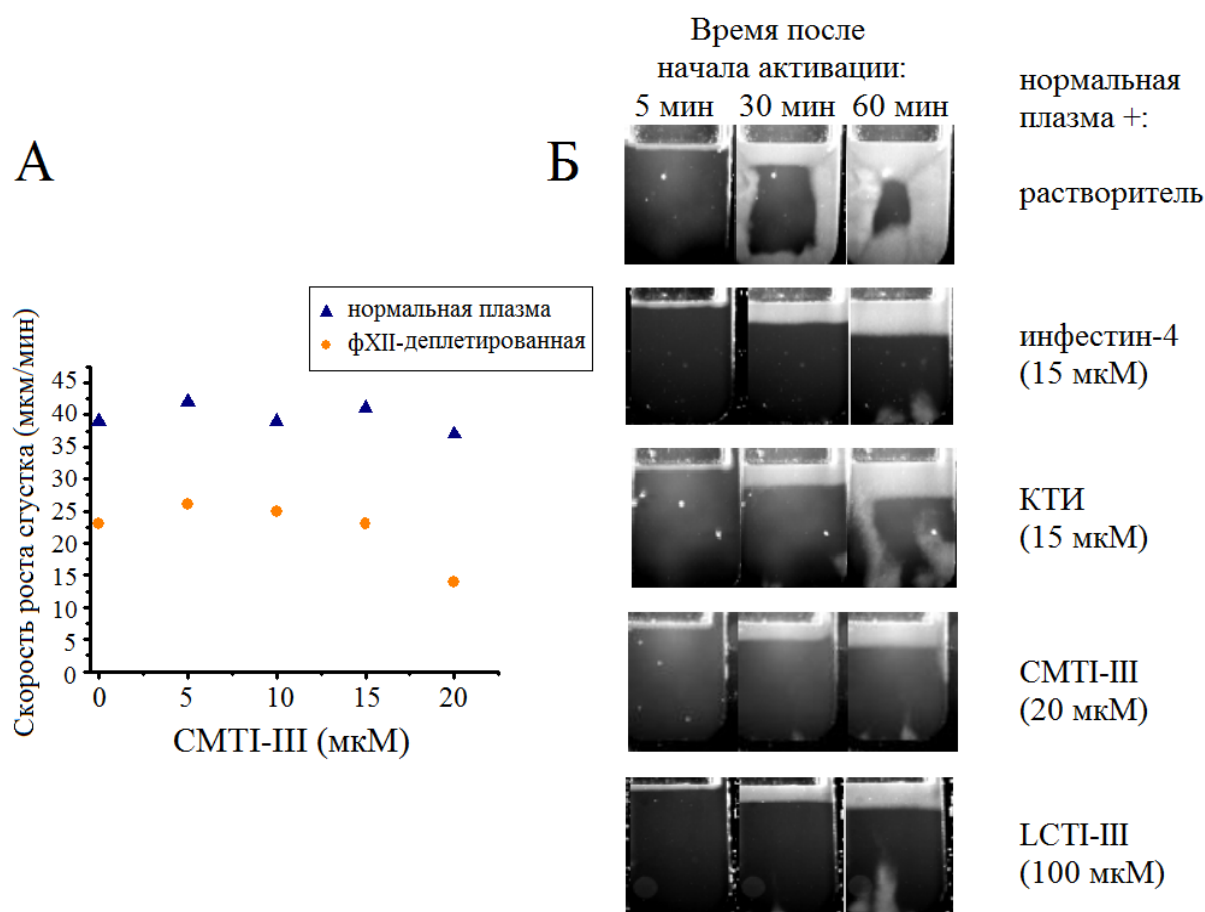 А
Скорость роста сгустка (мкм/мин)
45
40
35
30
25
20
15
10
5
0
0 5 10 15 20
CMTI-III (мкМ)
нормальная плазма
фXII-деплетированная
Б
Время после
начала активации:
5 мин 30 мин 60 мин
нормальная
плазма +:
растворитель
инфестин-4
(15 мкМ)
КТИ
(15 мкМ)
CMTI-III
(20 мкМ)
LCTI-III
(100 мкМ)